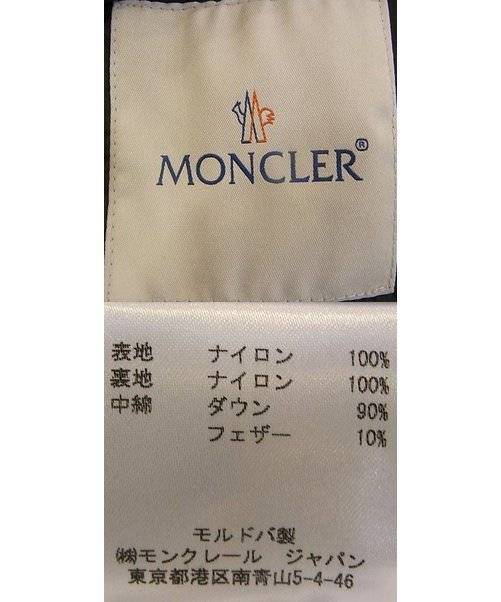 MONCLER®
表地 ナイロン 100%
裏地 ナイロン 100%
中綿 ダウン 90%
フェザー 10%
モルドバ製
㈱モンクレール ジャパン
東京都港区南青山5-4-46